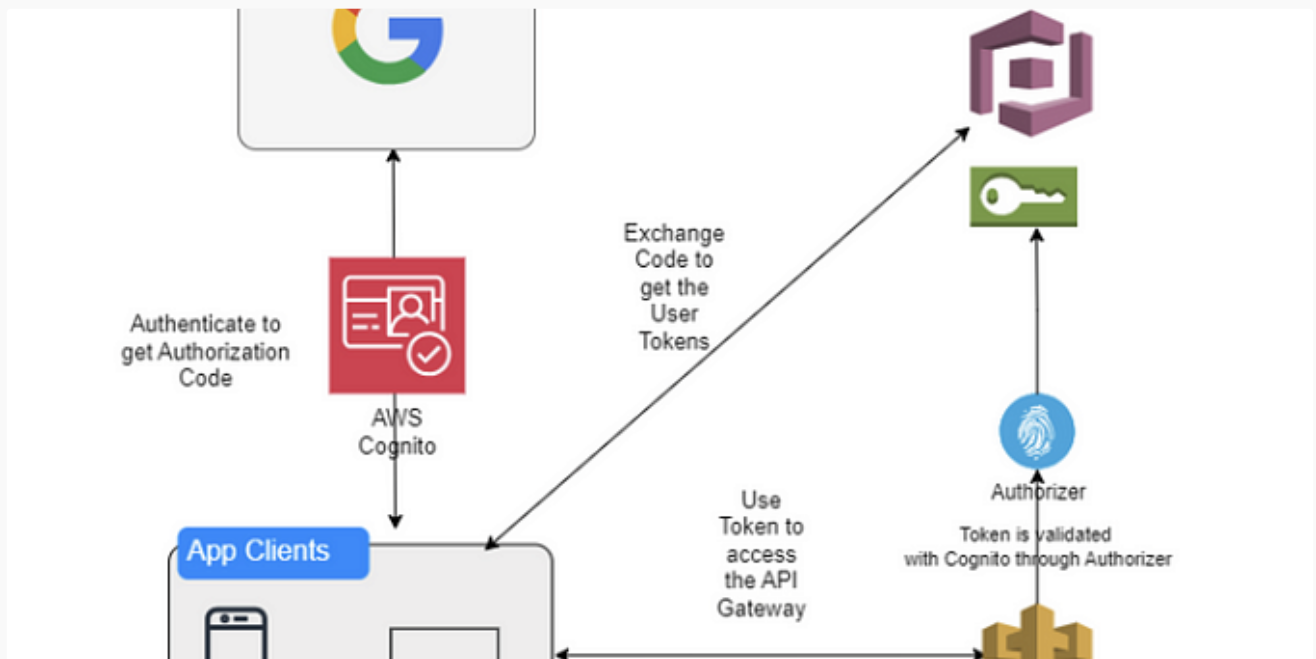 Exchange
Code to
get the
User
Tokens
Authenticate to
get Authorization
Code
AWS
Cognito
Authorizer
Use
Token to
access
the API
Gateway
Token is validated
with Cognito through Authorizer
App Clients